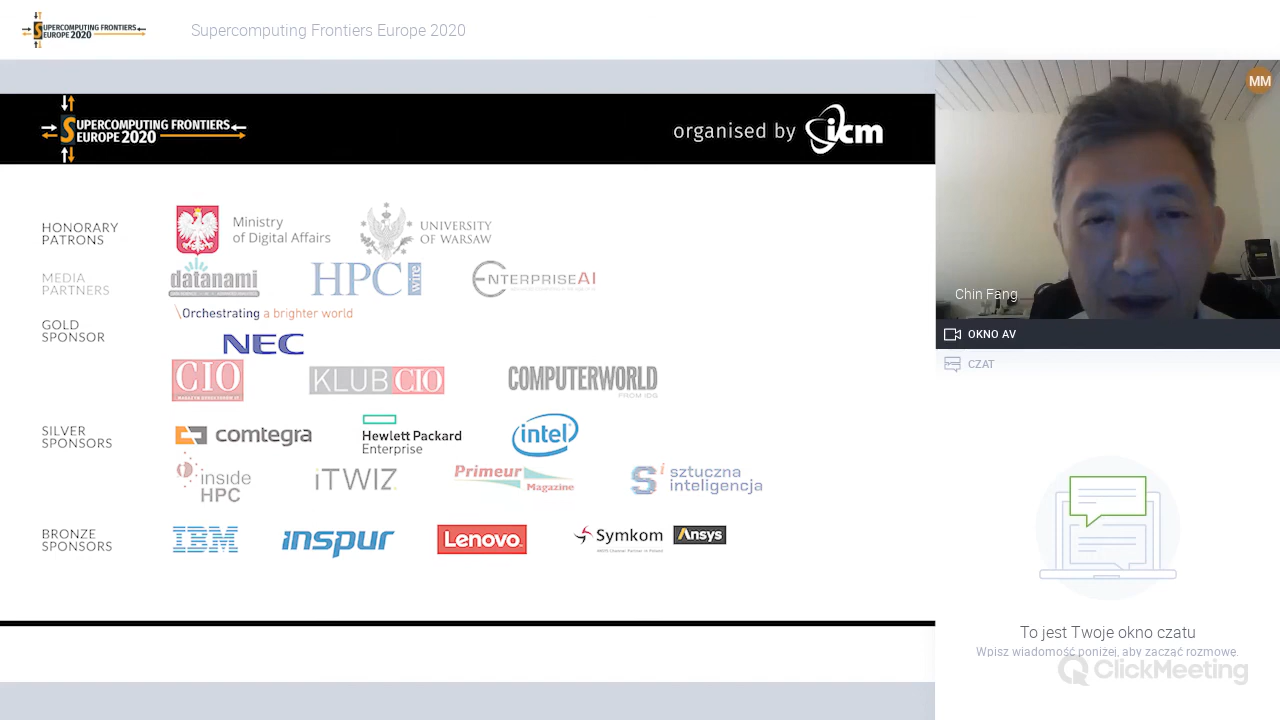 SUPERCOMPUTING FRONTIERS
EUROPE 2020
Supercomputing Frontiers Europe 2020
MM
SUPERCOMPUTING FRONTIERS
EUROPE 2020
organised by icm
HONORARY
PATRONS
Ministry
of Digital Affairs
UNIVERSITY
OF WARSAW
MEDIA
PARTNERS
datanami
HPC wire
ENTERPRISEAI
GOLD
SPONSOR
\Orchestrating a brighter world
NEC
CIO
KLUB CIO
COMPUTERWORLD
FROM IDG
SILVER
SPONSORS
comtegra
Hewlett Packard
Enterprise
intel
inside
HPC
iTWIZ
Primeur
Magazine
Si sztuczna
inteligencja
BRONZE
SPONSORS
IBM
inspur
Lenovo
Symkom
Ansys
Chin Fang
OKNO AV
CZAT
To jest Twoje okno czatu
Wpisz wiadomość poniżej, aby zacząć rozmowę.
ClickMeeting